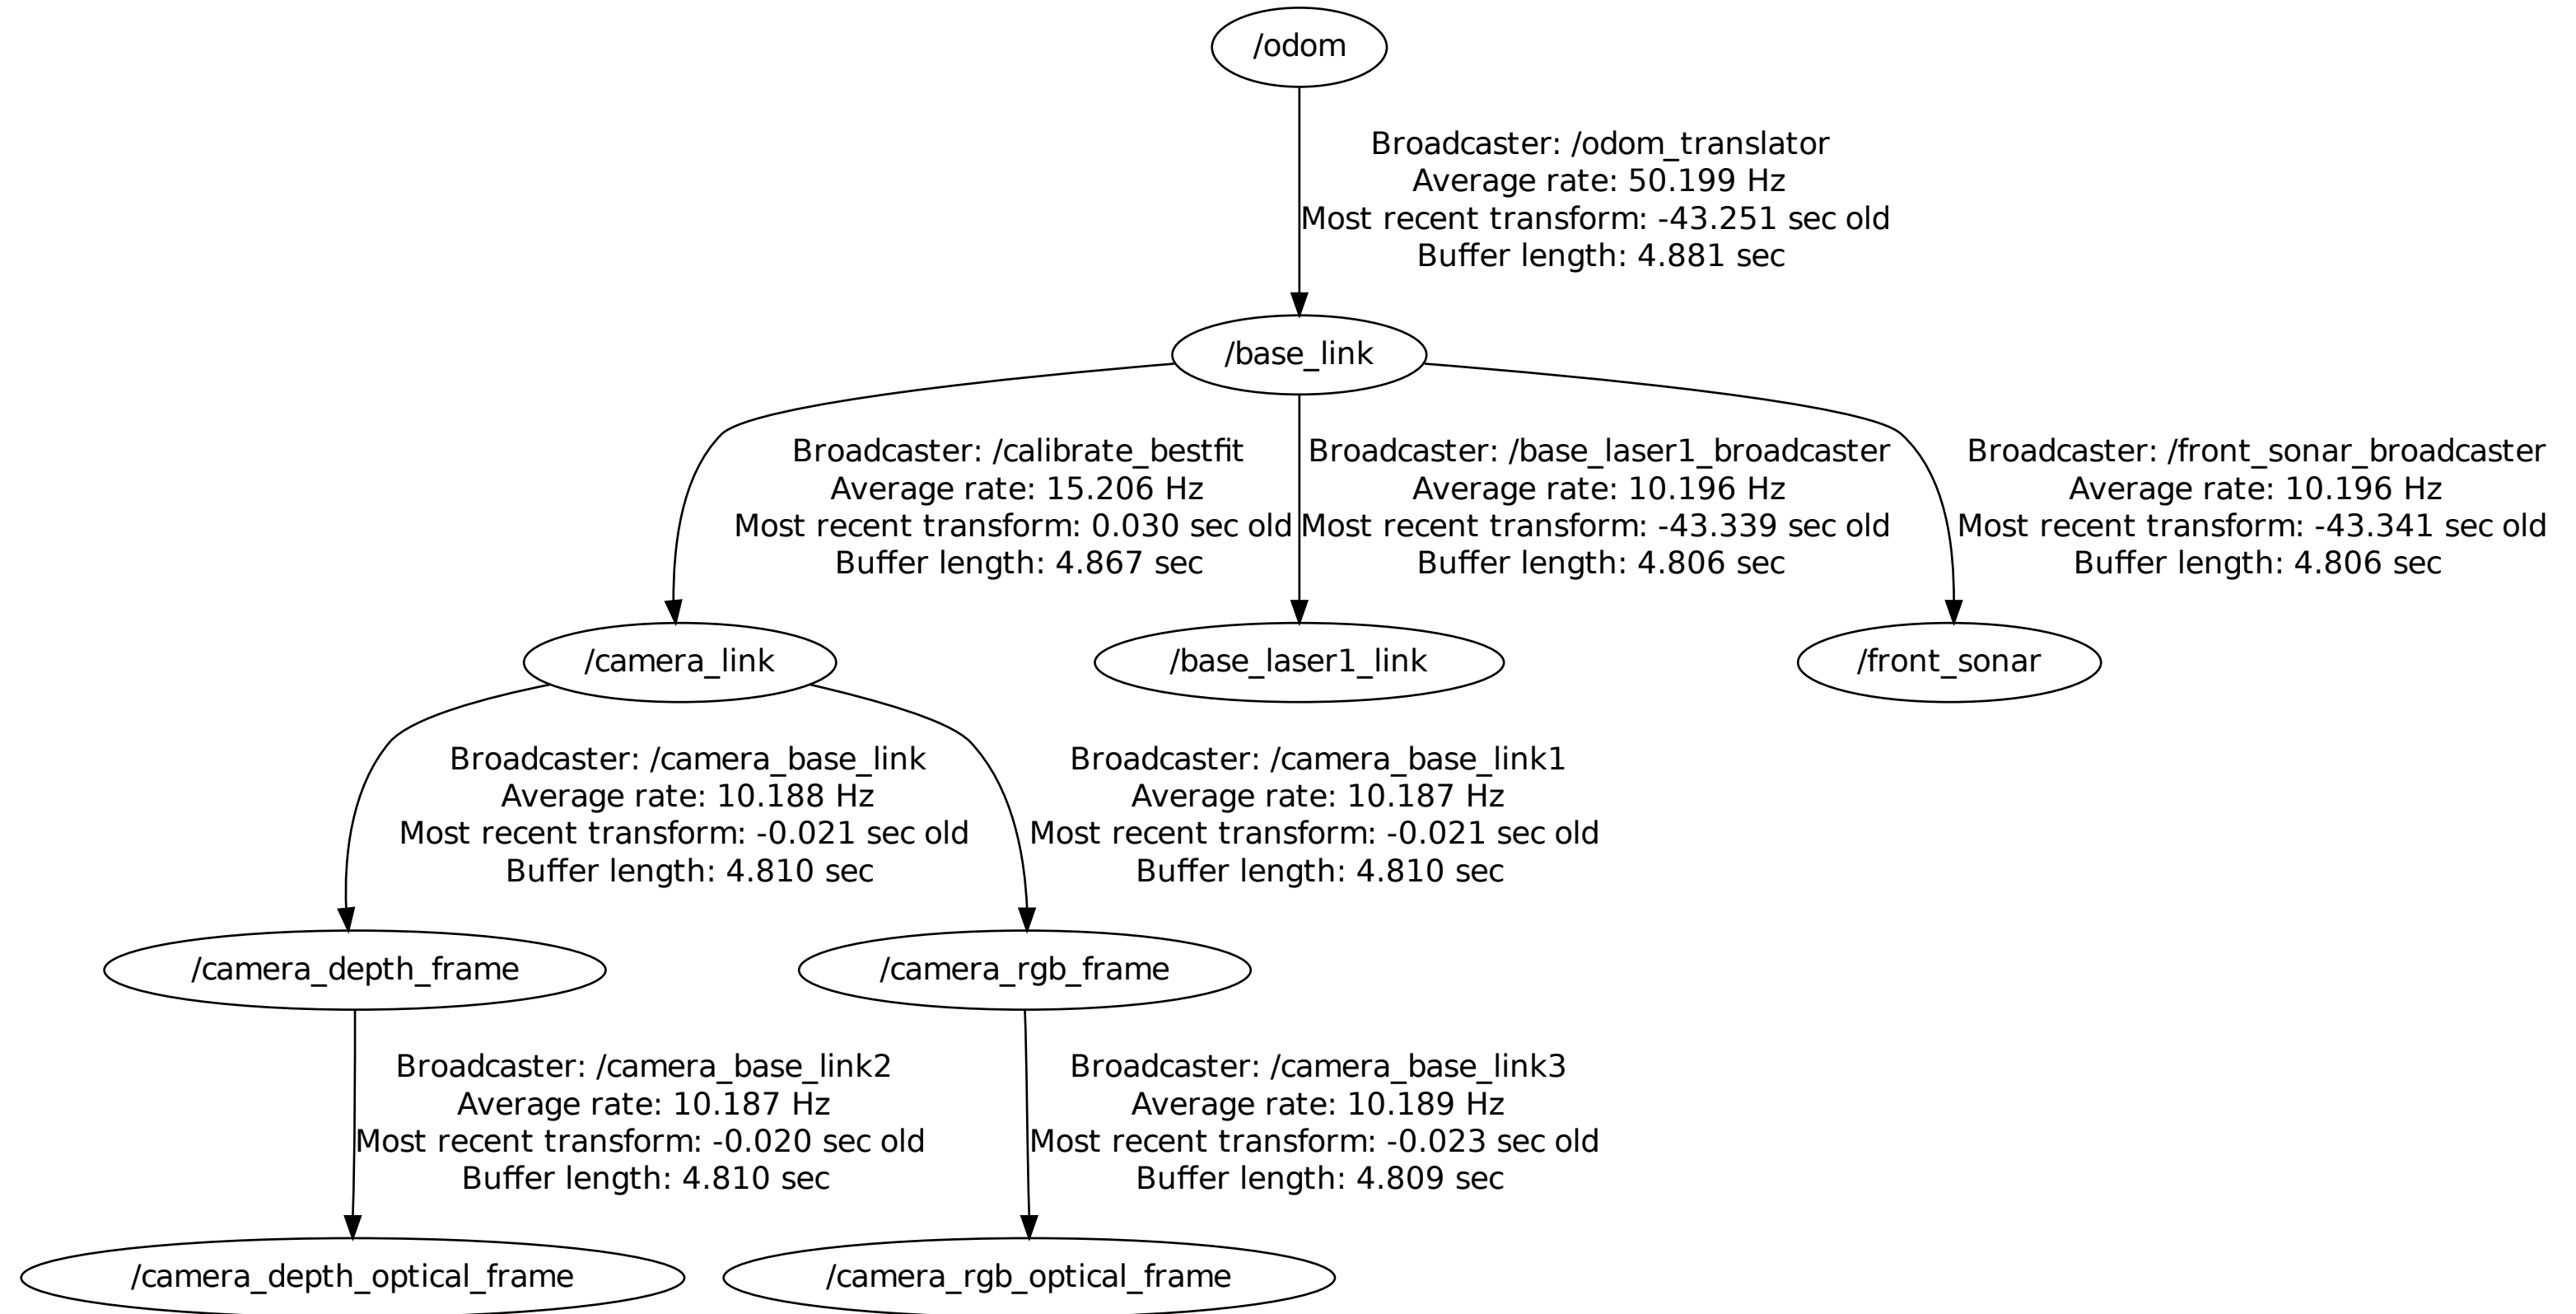 /odom
Broadcaster: /odom_translator
Average rate: 50.199 Hz
Most recent transform: -43.251 sec old
Buffer length: 4.881 sec
/base_link
Broadcaster: /calibrate_bestfit
Average rate: 15.206 Hz
Most recent transform: 0.030 sec old
Buffer length: 4.867 sec
Broadcaster: /base_laser1_broadcaster
Average rate: 10.196 Hz
Most recent transform: -43.339 sec old
Buffer length: 4.806 sec
Broadcaster: /front_sonar_broadcaster
Average rate: 10.196 Hz
Most recent transform: -43.341 sec old
Buffer length: 4.806 sec
/camera_link
/base_laser1_link
/front_sonar
Broadcaster: /camera_base_link
Average rate: 10.188 Hz
Most recent transform: -0.021 sec old
Buffer length: 4.810 sec
Broadcaster: /camera_base_link1
Average rate: 10.187 Hz
Most recent transform: -0.021 sec old
Buffer length: 4.810 sec
/camera_depth_frame
/camera_rgb_frame
Broadcaster: /camera_base_link2
Average rate: 10.187 Hz
Most recent transform: -0.020 sec old
Buffer length: 4.810 sec
Broadcaster: /camera_base_link3
Average rate: 10.189 Hz
Most recent transform: -0.023 sec old
Buffer length: 4.809 sec
/camera_depth_optical_frame
/camera_rgb_optical_frame